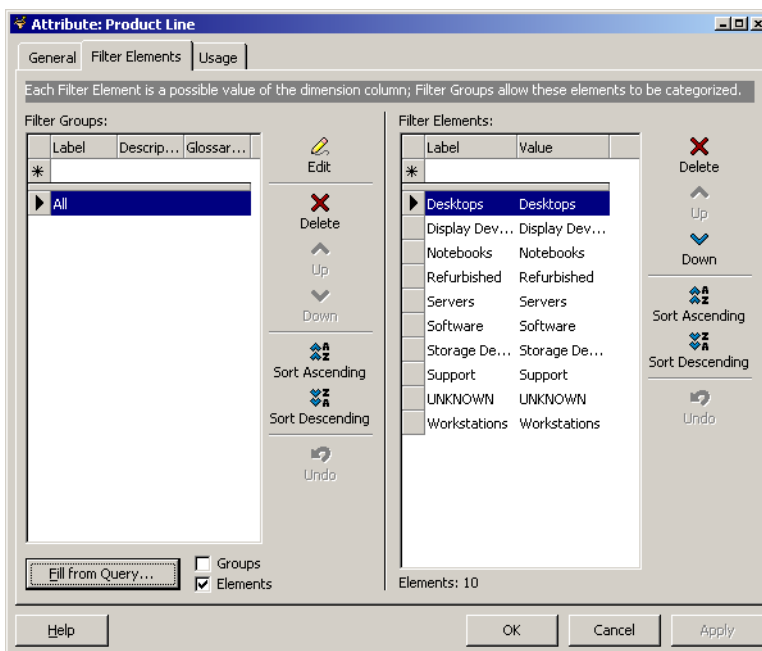 Attribute: Product Line
General Filter Elements Usage
Each Filter Element is a possible value of the dimension column; Filter Groups allow these elements to be categorized.
Filter Groups:
Label Descrip... Glossar...
All
Edit
Delete
Up
Down
Sort Ascending
Sort Descending
Undo
Fill from Query...
Groups
Elements
Filter Elements:
Label Value
Desktops Desktops
Display Dev... Display Dev...
Notebooks Notebooks
Refurbished Refurbished
Servers Servers
Software Software
Storage De... Storage De...
Support Support
UNKNOWN UNKNOWN
Workstations Workstations
Elements: 10
Delete
Up
Down
Sort Ascending
Sort Descending
Undo
Help OK Cancel Apply